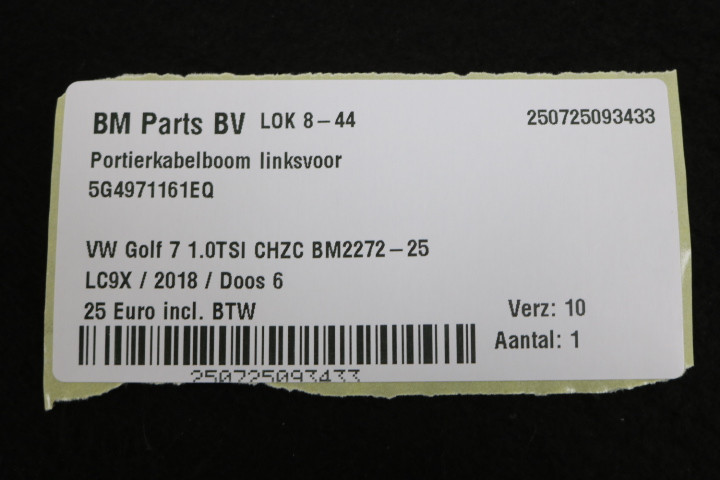 BM Parts BV LOK 8-44 250725093433
Portierkabelboom linksvoor
5G4971161EQ
VW Golf 7 1.0TSI CHZC BM2272-25
LC9X / 2018 / Doos 6
25 Euro incl. BTW Verz: 10
Aantal: 1
250725093433